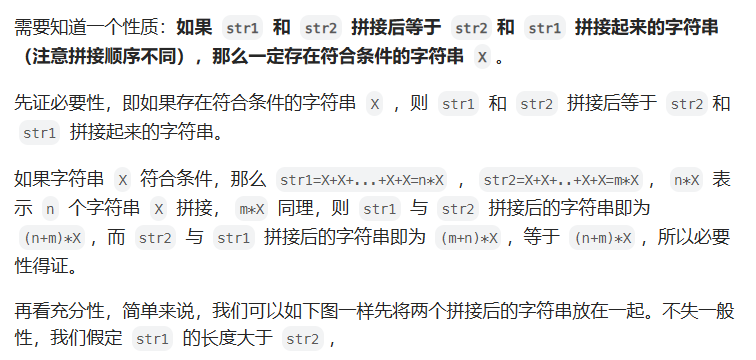 需要知道一个性质：如果 str1 和 str2 拼接后等于 str2 和 str1 拼接起来的字符串
（注意拼接顺序不同），那么一定存在符合条件的字符串 X 。
先证必要性，即如果存在符合条件的字符串 X ，则 str1 和 str2 拼接后等于 str2 和
str1 拼接起来的字符串。
如果字符串 X 符合条件，那么 str1=X+X+...+X+X=n*X ， str2=X+X+..+X+X=m*X ， n*X 表
示 n 个字符串 X 拼接， m*X 同理，则 str1 与 str2 拼接后的字符串即为
(n+m)*X ，而 str2 与 str1 拼接后的字符串即为 (m+n)*X ，等于 (n+m)*X ，所以必要
性得证。
再看充分性，简单来说，我们可以如下图一样先将两个拼接后的字符串放在一起。不失一般
性，我们假定 str1 的长度大于 str2 ，